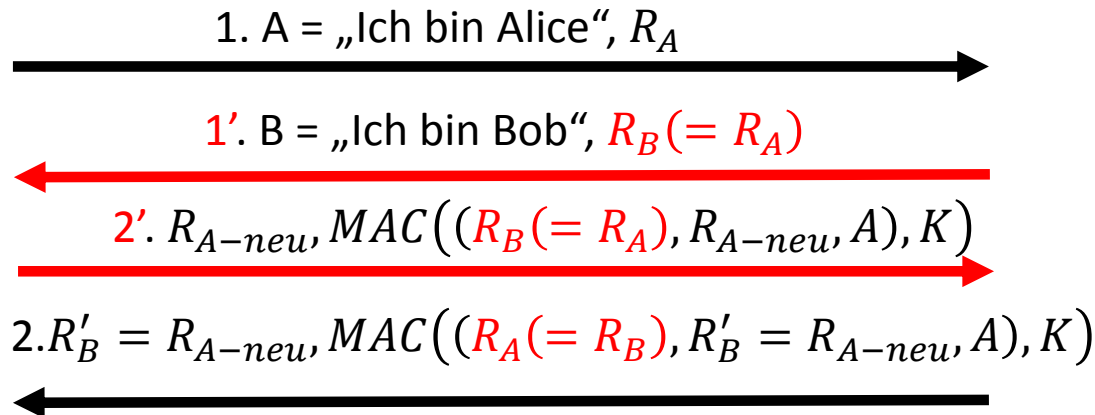 1. A = „Ich bin Alice“, R_A
1’. B = „Ich bin Bob“, R_B(= R_A)
2’. R_{A−neu}, MAC((R_B(= R_A), R_{A−neu}, A), K)
2.R′_B = R_{A−neu}, MAC((R_A(= R_B), R′_B = R_{A−neu}, A), K)